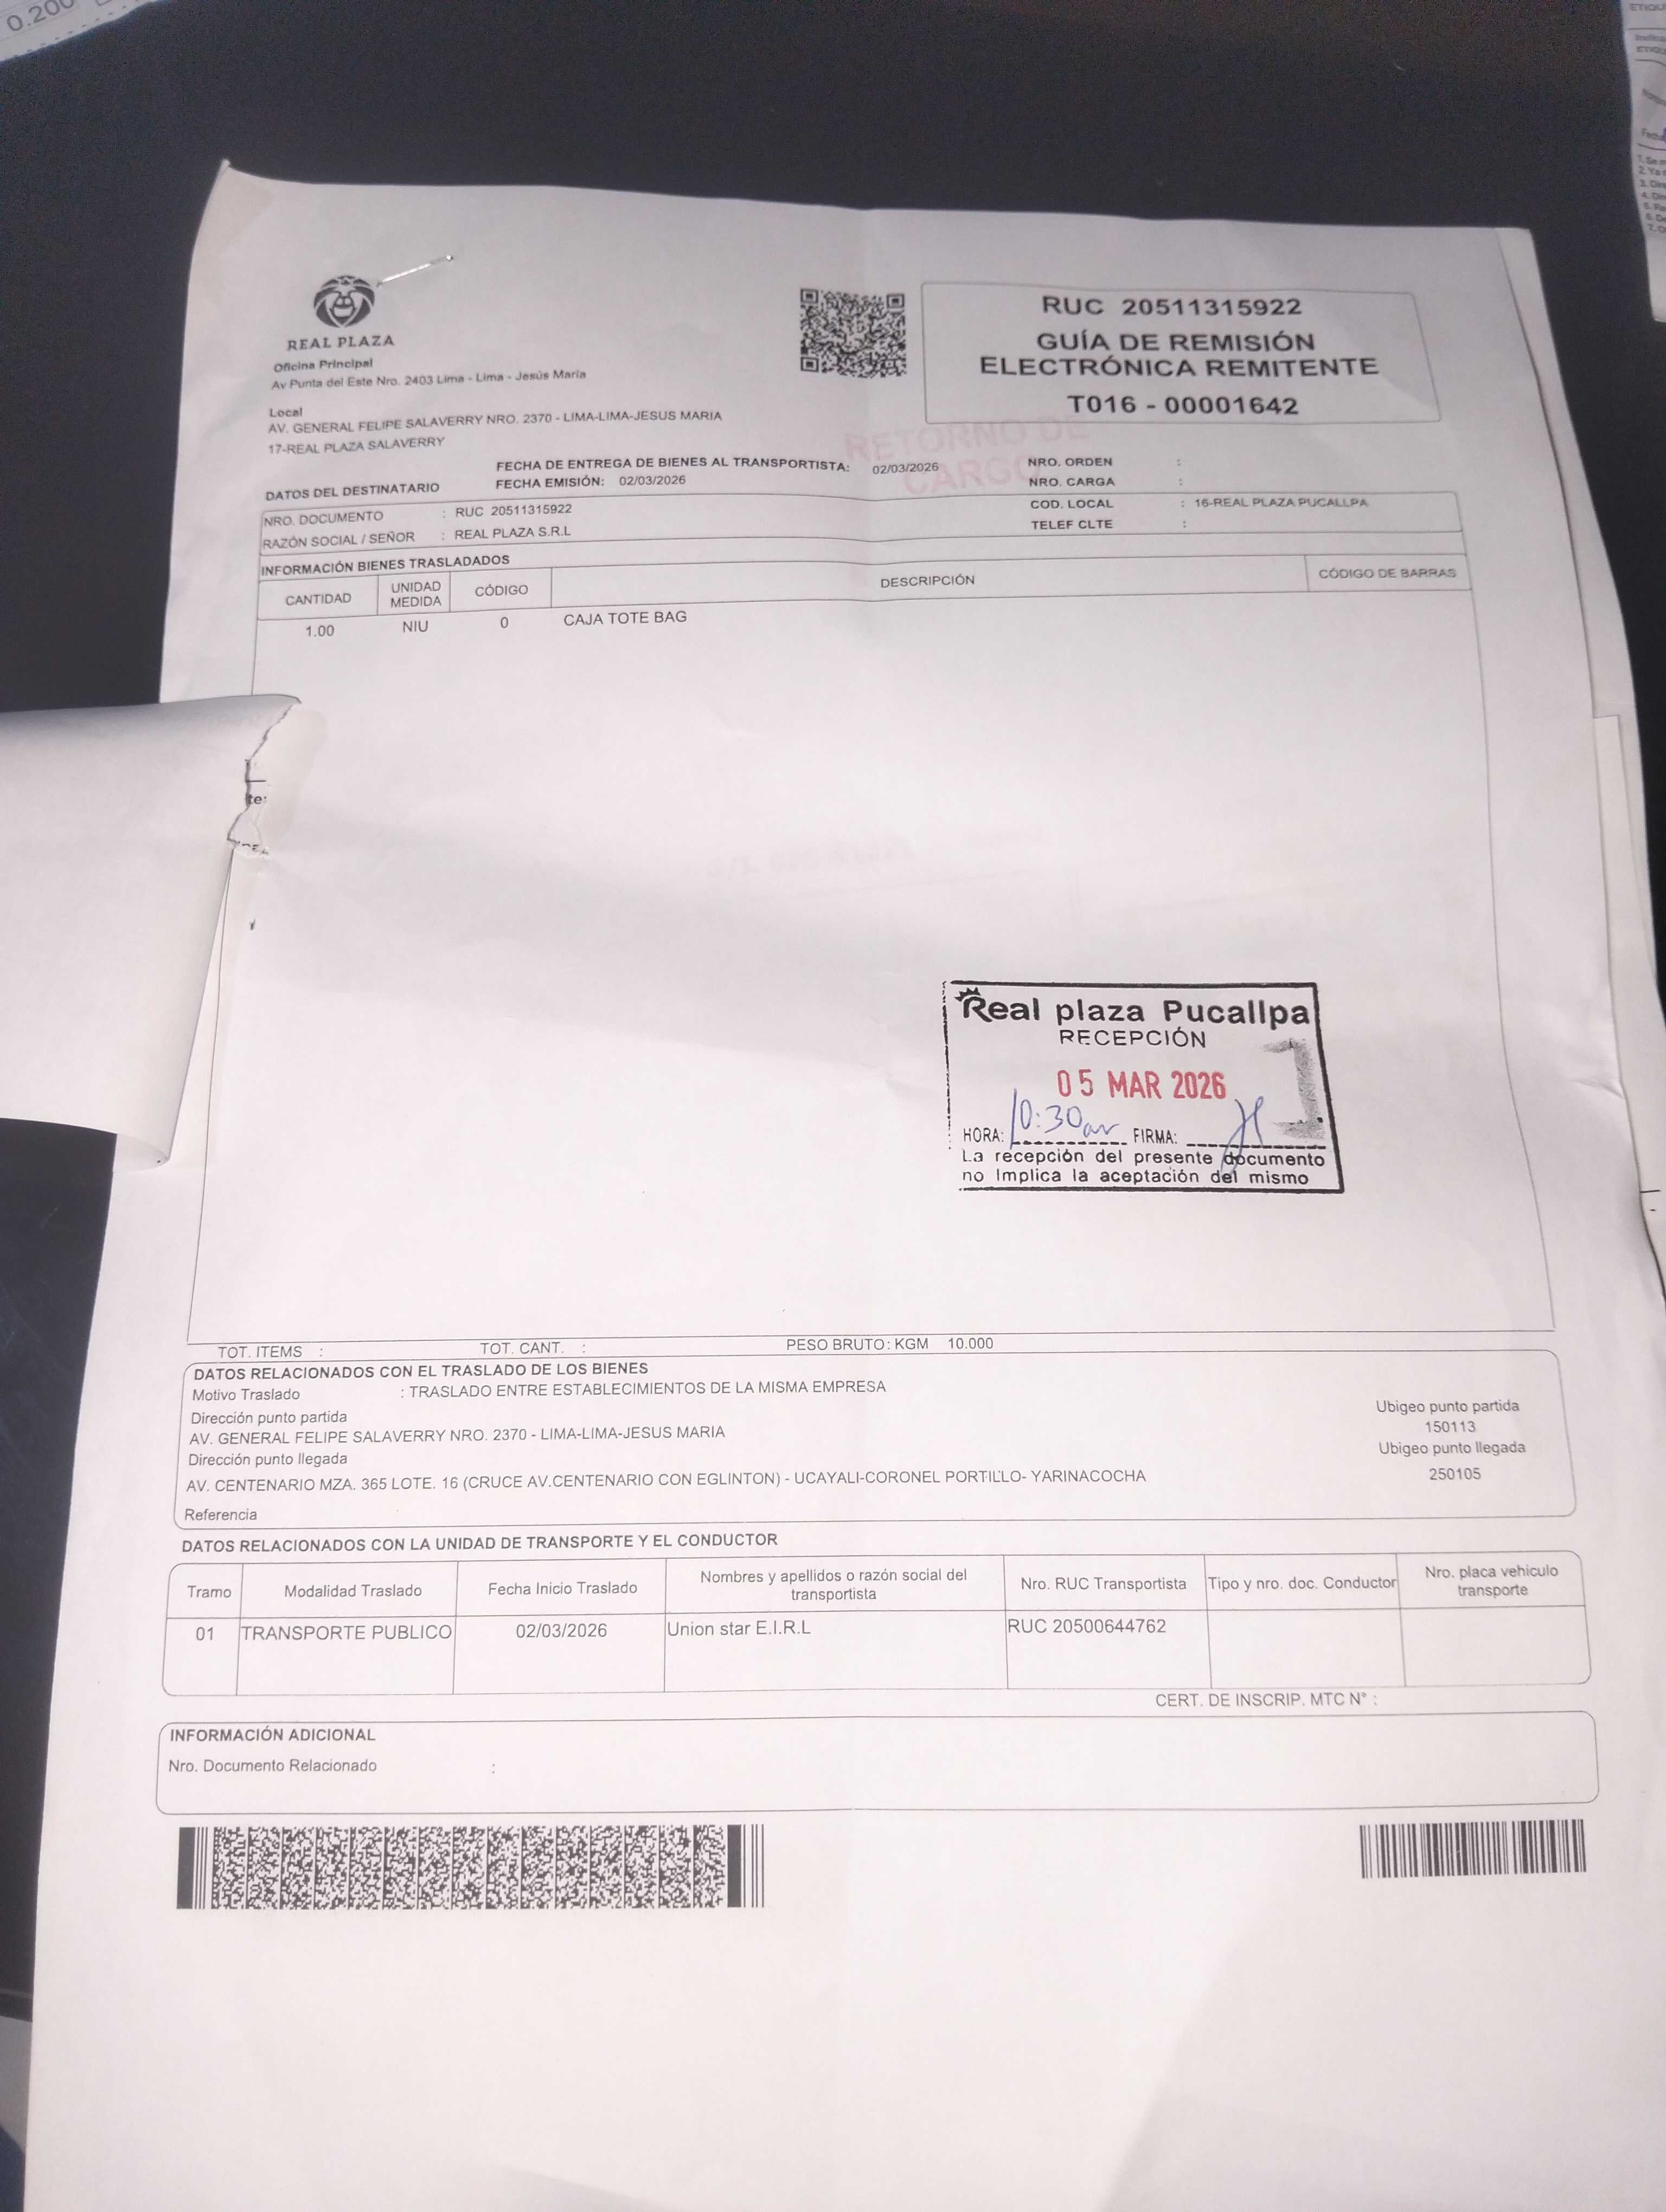 0.200
REAL PLAZA
Oficina Principal
Av Punta del Este Nro. 2403 Lima - Lima - Jesús María
Local
AV. GENERAL FELIPE SALAVERRY NRO. 2370 - LIMA-LIMA-JESUS MARIA
17-REAL PLAZA SALAVERRY
RUC 20511315922
GUÍA DE REMISIÓN
ELECTRÓNICA REMITENTE
T016 - 00001642
RETORNO DE
CARGO
FECHA DE ENTREGA DE BIENES AL TRANSPORTISTA: 02/03/2026
FECHA EMISIÓN: 02/03/2026
NRO. ORDEN :
NRO. CARGA :
DATOS DEL DESTINATARIO
NRO. DOCUMENTO : RUC 20511315922
RAZÓN SOCIAL / SEÑOR : REAL PLAZA S.R.L
COD. LOCAL : 16-REAL PLAZA PUCALLPA
TELEF CLTE :
INFORMACIÓN BIENES TRASLADADOS
CANTIDAD UNIDAD MEDIDA CÓDIGO DESCRIPCIÓN CÓDIGO DE BARRAS
1.00 NIU 0 CAJA TOTE BAG
te:
Real plaza Pucallpa
RECEPCIÓN
05 MAR 2026
HORA: 10:30am FIRMA:
La recepción del presente documento
no Implica la aceptación del mismo
TOT. ITEMS : TOT. CANT. : PESO BRUTO: KGM 10.000
DATOS RELACIONADOS CON EL TRASLADO DE LOS BIENES
Motivo Traslado : TRASLADO ENTRE ESTABLECIMIENTOS DE LA MISMA EMPRESA
Dirección punto partida
AV. GENERAL FELIPE SALAVERRY NRO. 2370 - LIMA-LIMA-JESUS MARIA
Dirección punto llegada
AV. CENTENARIO MZA. 365 LOTE. 16 (CRUCE AV.CENTENARIO CON EGLINTON) - UCAYALI-CORONEL PORTILLO- YARINACOCHA
Referencia
Ubigeo punto partida
150113
Ubigeo punto llegada
250105
DATOS RELACIONADOS CON LA UNIDAD DE TRANSPORTE Y EL CONDUCTOR
Tramo Modalidad Traslado Fecha Inicio Traslado Nombres y apellidos o razón social del transportista Nro. RUC Transportista Tipo y nro. doc. Conductor Nro. placa vehiculo transporte
01 TRANSPORTE PUBLICO 02/03/2026 Union star E.I.R.L RUC 20500644762
CERT. DE INSCRIP. MTC N° :
INFORMACIÓN ADICIONAL
Nro. Documento Relacionado :